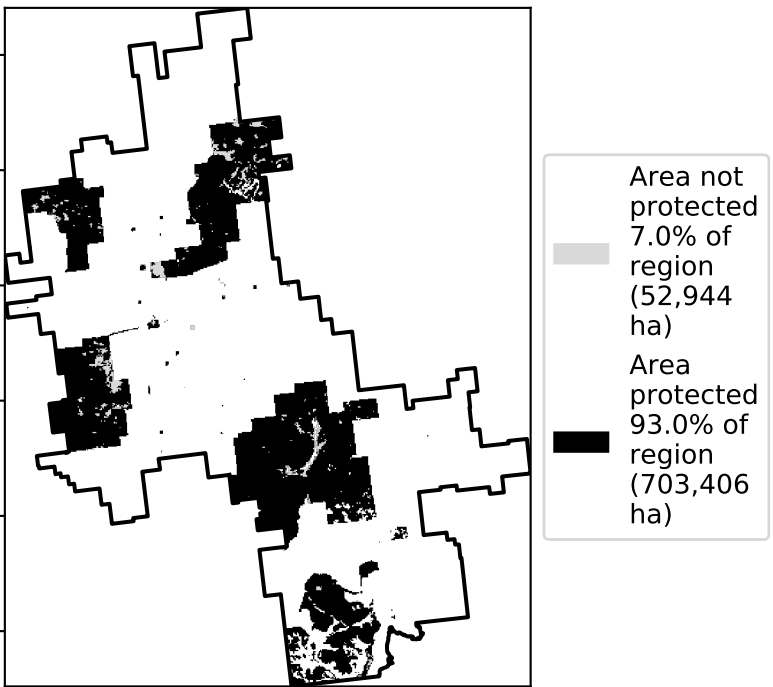 Area not
protected
7.0% of
region
(52,944
ha)
Area
protected
93.0% of
region
(703,406
ha)